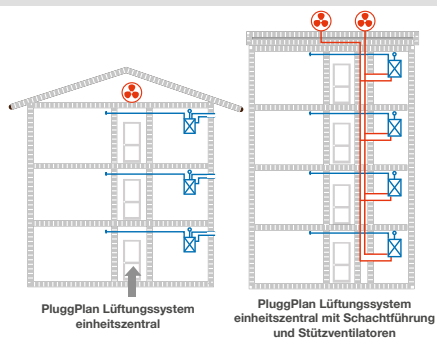 PluggPlan Lüftungssystem
einheitszentral
PluggPlan Lüftungssystem
einheitszentral mit Schachtführung
und Stützventilatoren